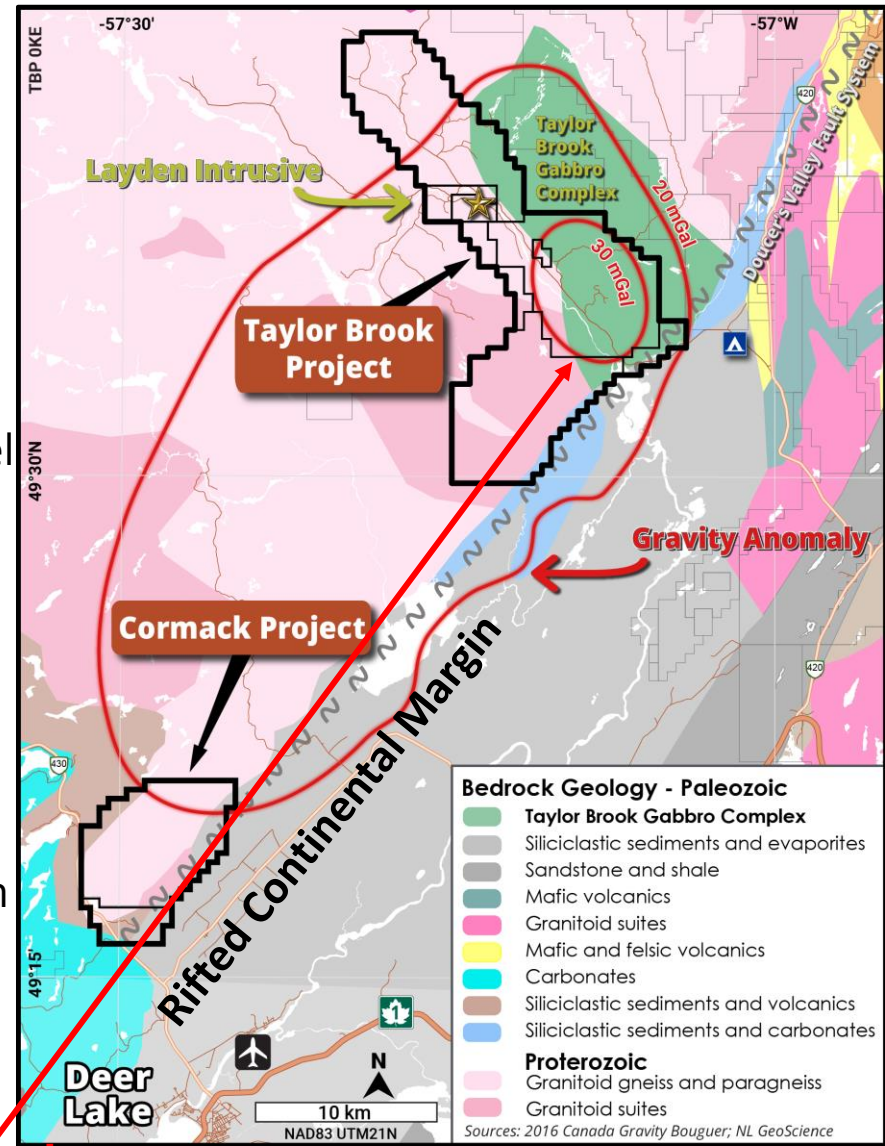 -57°30'
-57°W
TBP 0KE
420
Doucer's Valley Fault System
Taylor
Brook
Gabbro
Complex
Layden Intrusive
20 mGal
30 mGal
Taylor Brook
Project
el
49°30'N
Gravity Anomaly
Cormack Project
Rifted Continental Margin
420
430
n
49°15'
1
Deer
Lake
N
10 km
NAD83 UTM21N
Bedrock Geology - Paleozoic
Taylor Brook Gabbro Complex
Siliciclastic sediments and evaporites
Sandstone and shale
Mafic volcanics
Granitoid suites
Mafic and felsic volcanics
Carbonates
Siliciclastic sediments and volcanics
Siliciclastic sediments and carbonates
Proterozoic
Granitoid gneiss and paragneiss
Granitoid suites
Sources: 2016 Canada Gravity Bouguer; NL GeoScience